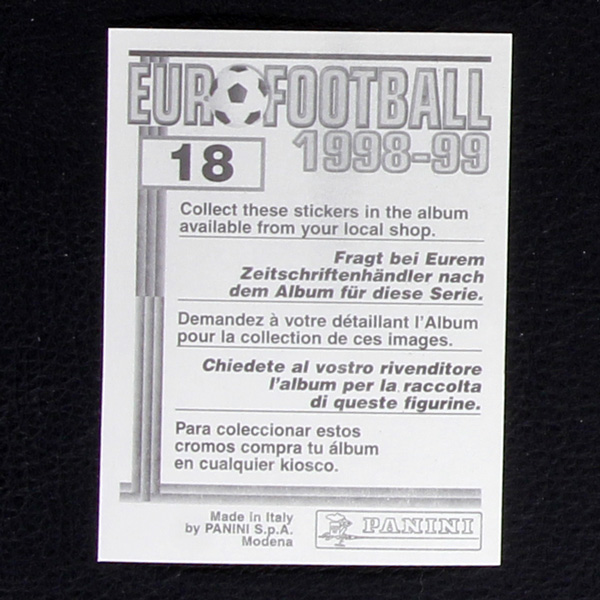 EUROFOOTBALL
1998-99
18
Collect these stickers in the album
available from your local shop.
Fragt bei Eurem
Zeitschriftenhändler nach
dem Album für diese Serie.
Demandez à votre détaillant l'Album
pour la collection de ces images.
Chiedete al vostro rivenditore
l'album per la raccolta
di queste figurine.
Para coleccionar estos
cromos compra tu álbum
en cualquier kiosco.
Made in Italy
by PANINI S.p.A.
Modena
PANINI